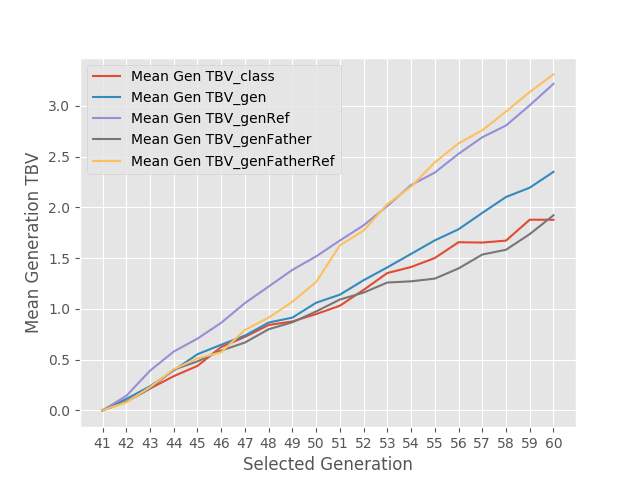 Mean Gen TBV_class
Mean Gen TBV_gen
Mean Gen TBV_genRef
Mean Gen TBV_genFather
Mean Gen TBV_genFatherRef
3.0
2.5
2.0
1.5
1.0
0.5
0.0
Mean Generation TBV
41 42 43 44 45 46 47 48 49 50 51 52 53 54 55 56 57 58 59 60
Selected Generation